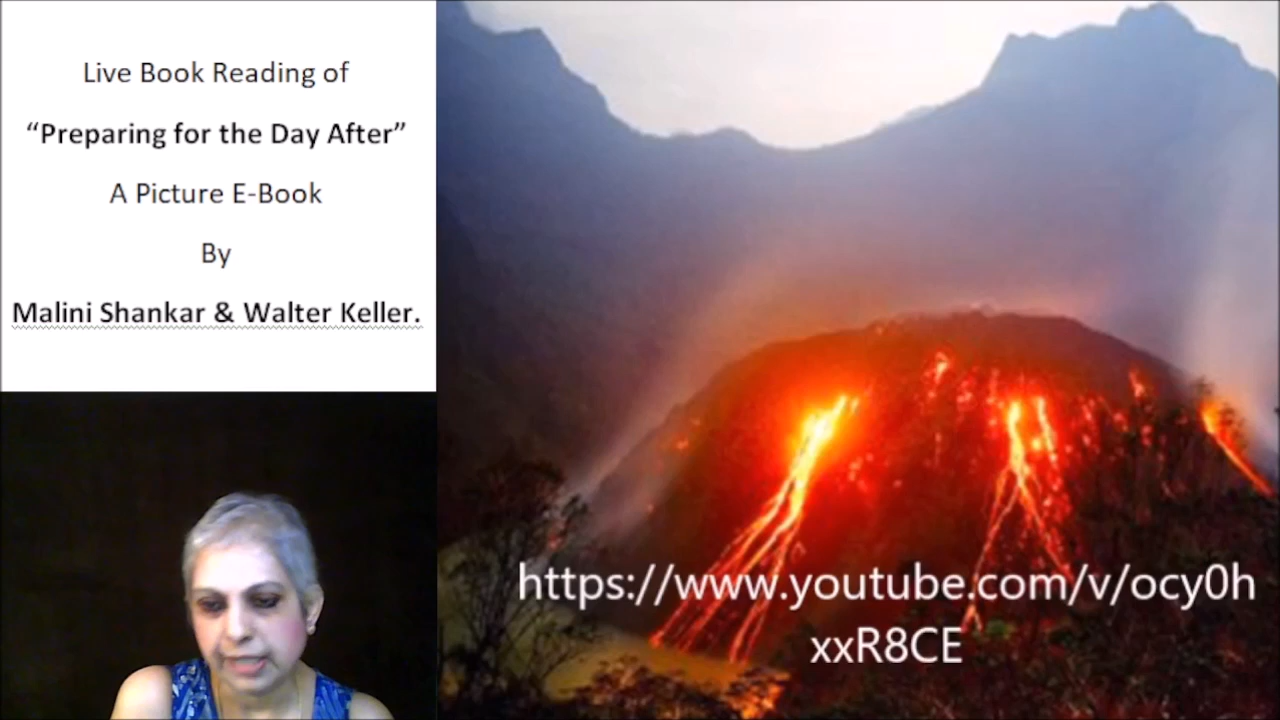 Live Book Reading of
“Preparing for the Day After”
A Picture E-Book
By
Malini Shankar & Walter Keller.
https://www.youtube.com/v/ocy0h
xxR8CE